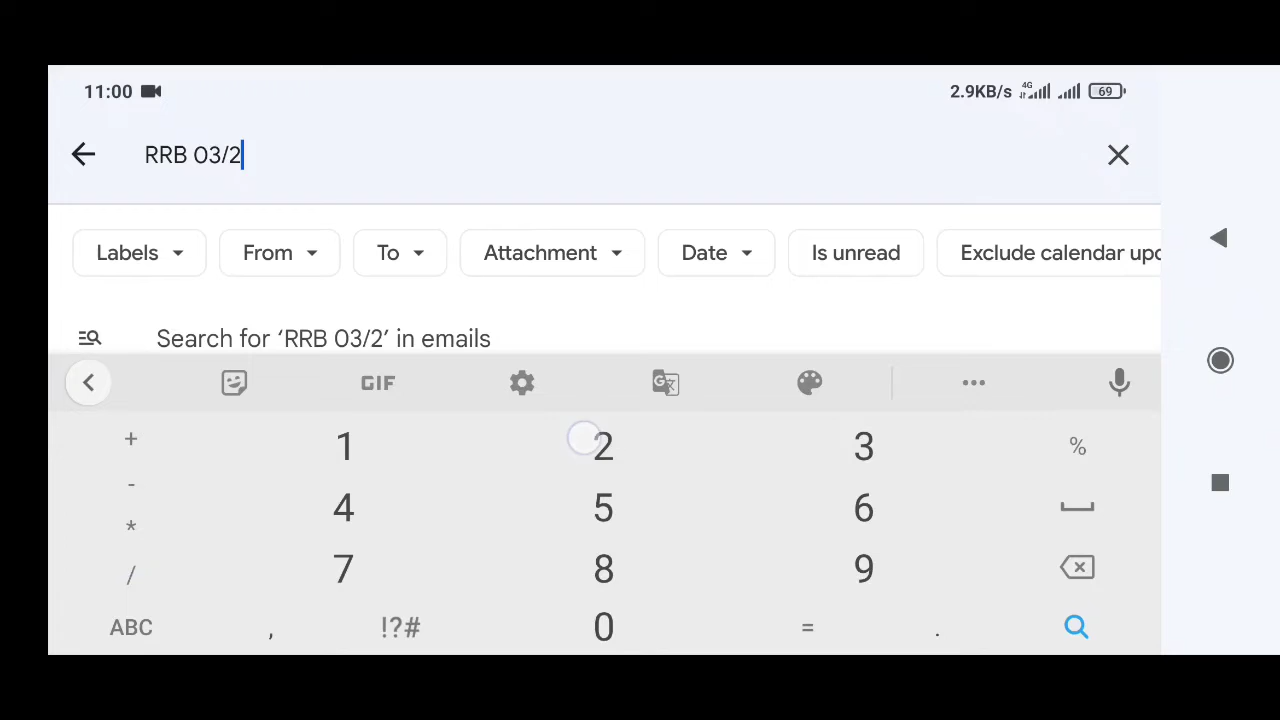 11:00 2.9KB/s 4G 69
RRB 03/2
Labels From To Attachment Date Is unread Exclude calendar upd
Search for ‘RRB 03/2’ in emails
GIF
+ 1 2 3 %
-
4 5 6
*
/ 7 8 9
ABC , !?# 0 = .